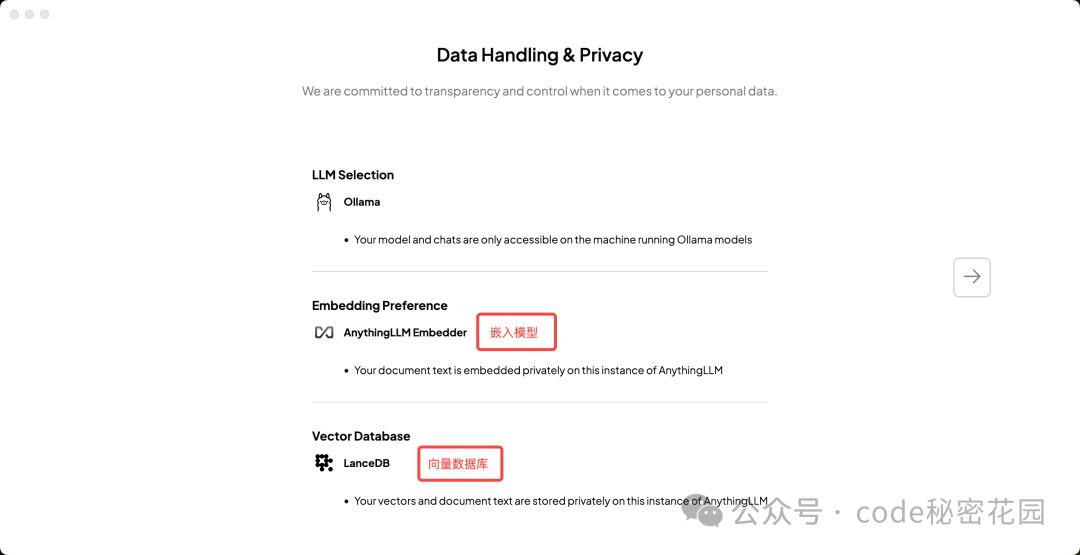 Data Handling & Privacy
We are committed to transparency and control when it comes to your personal data.
LLM Selection
Ollama
• Your model and chats are only accessible on the machine running Ollama models
Embedding Preference
AnythingLLM Embedder 嵌入模型
• Your document text is embedded privately on this instance of AnythingLLM
Vector Database
LanceDB 向量数据库
• Your vectors and document text are stored privately on this instance of AnythingLLM
公众号 · code秘密花园